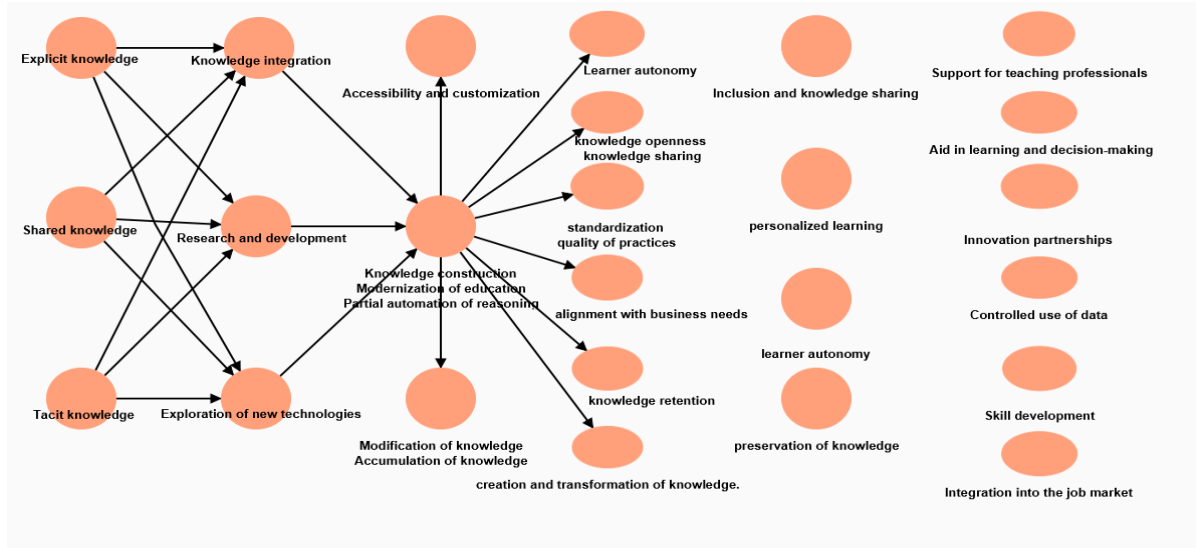 Explicit knowledge
Shared knowledge
Tacit knowledge
Knowledge integration
Research and development
Exploration of new technologies
Accessibility and customization
Knowledge construction
Modernization of education
Partial automation of reasoning
Modification of knowledge
Accumulation of knowledge
Learner autonomy
knowledge openness
knowledge sharing
standardization
quality of practices
alignment with business needs
knowledge retention
creation and transformation of knowledge.
Inclusion and knowledge sharing
personalized learning
learner autonomy
preservation of knowledge
Support for teaching professionals
Aid in learning and decision-making
Innovation partnerships
Controlled use of data
Skill development
Integration into the job market